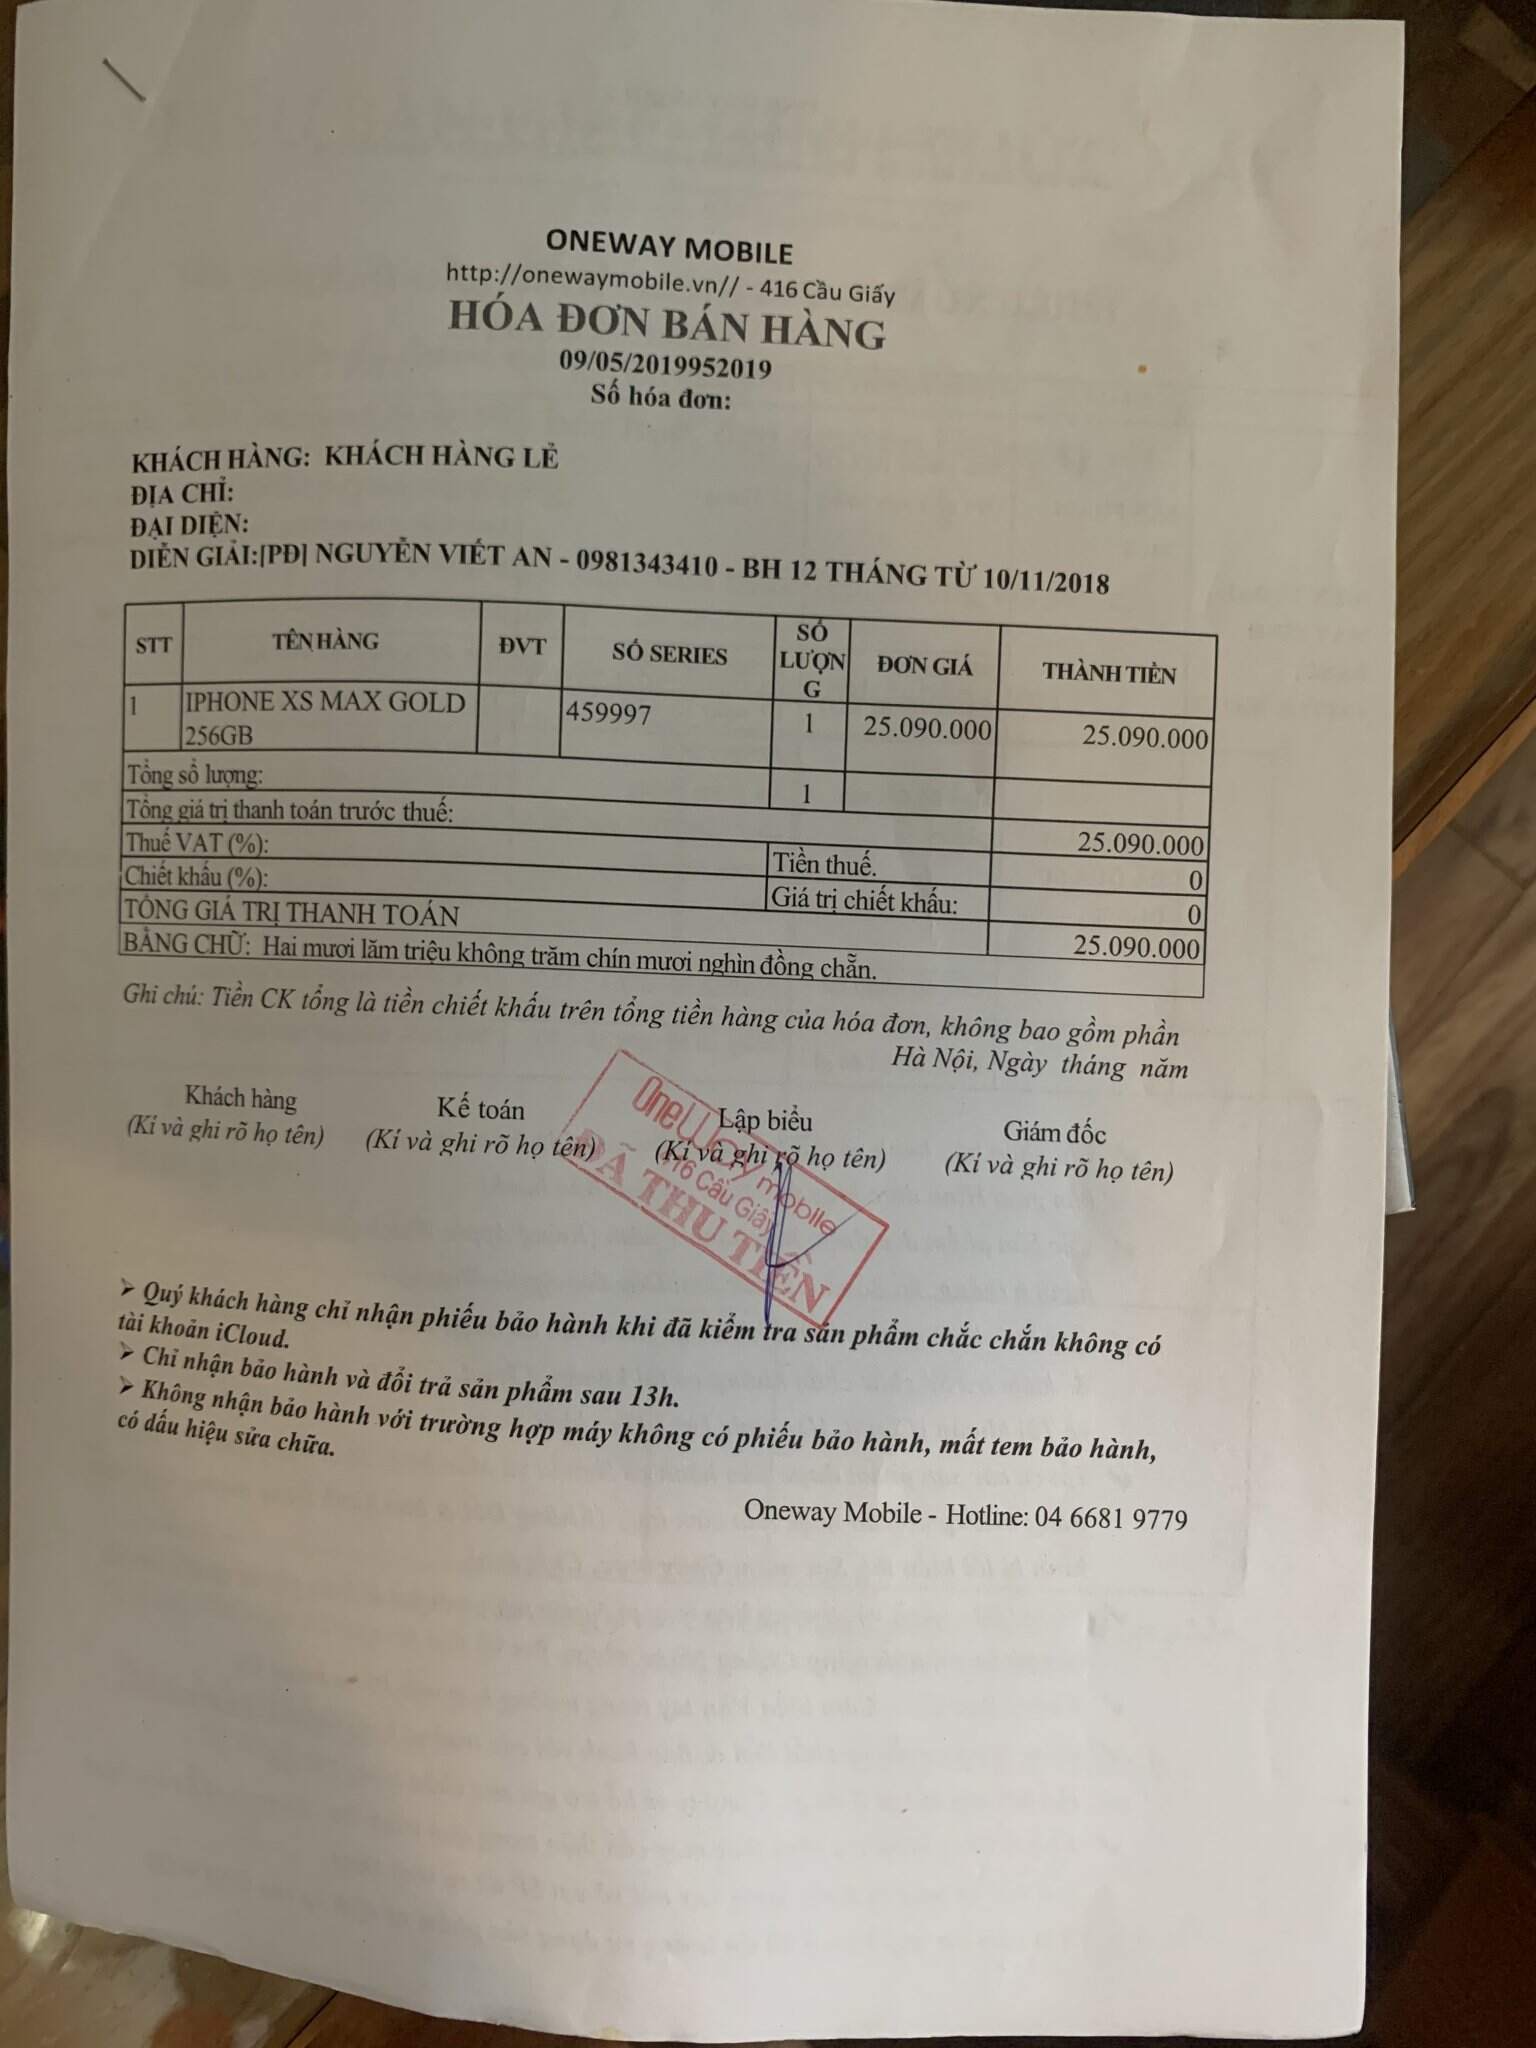 ONEWAY MOBILE
http://onewaymobile.vn// - 416 Cầu Giấy
HÓA ĐƠN BÁN HÀNG
09/05/2019952019
Số hóa đơn:
KHÁCH HÀNG: KHÁCH HÀNG LẺ
ĐỊA CHỈ:
ĐẠI DIỆN:
DIỄN GIẢI:[PĐ] NGUYỄN VIẾT AN - 0981343410 - BH 12 THÁNG TỪ 10/11/2018
STT TÊN HÀNG ĐVT SỐ SERIES SỐ LƯỢNG ĐƠN GIÁ THÀNH TIỀN
1 IPHONE XS MAX GOLD 459997 1 25.090.000 25.090.000
256GB
Tổng số lượng: 1
Tổng giá trị thanh toán trước thuế: 25.090.000
Thuế VAT (%): Tiền thuế. 0
Chiết khấu (%): Giá trị chiết khấu: 0
TỔNG GIÁ TRỊ THANH TOÁN 25.090.000
BẰNG CHỮ: Hai mươi lăm triệu không trăm chín mươi nghìn đồng chẵn.
Ghi chú: Tiền CK tổng là tiền chiết khấu trên tổng tiền hàng của hóa đơn, không bao gồm phần
Hà Nội, Ngày tháng năm
Khách hàng Kế toán Lập biểu Giám đốc
(Kí và ghi rõ họ tên) (Kí và ghi rõ họ tên) (Kí và ghi rõ họ tên) (Kí và ghi rõ họ tên)
OneWay mobile
416 Cầu Giấy
ĐÃ THU TIỀN
➢ Quý khách hàng chỉ nhận phiếu bảo hành khi đã kiểm tra sản phẩm chắc chắn không có
tài khoản iCloud.
➢ Chỉ nhận bảo hành và đổi trả sản phẩm sau 13h.
➢ Không nhận bảo hành với trường hợp máy không có phiếu bảo hành, mất tem bảo hành,
có dấu hiệu sửa chữa.
Oneway Mobile - Hotline: 04 6681 9779